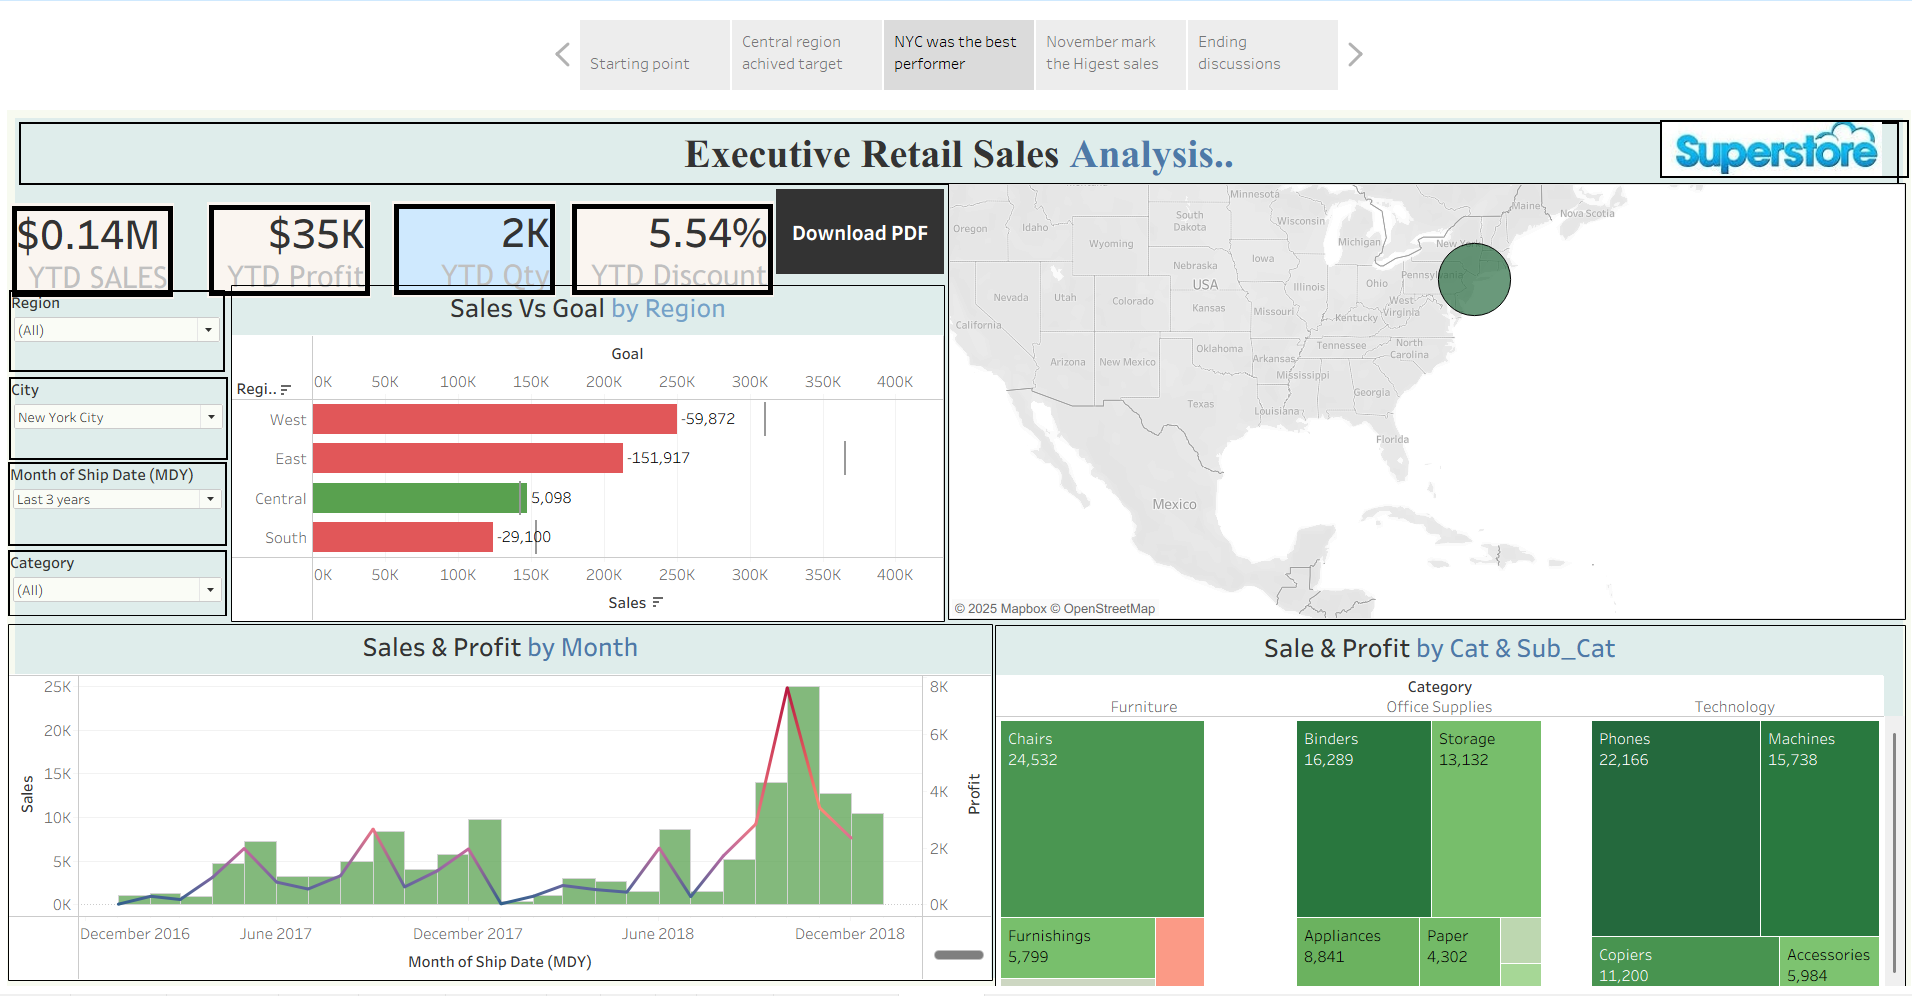 Starting point
Central region
achived target
NYC was the best
performer
November mark
the Higest sales
Ending
discussions
Executive Retail Sales Analysis..
Superstore
$0.14M
YTD SALES
$35K
YTD Profit
2K
YTD Qty
5.54%
YTD Discount
Download PDF
Region
(All)
City
New York City
Month of Ship Date (MDY)
Last 3 years
Category
(All)
Sales Vs Goal by Region
Goal
0K 50K 100K 150K 200K 250K 300K 350K 400K
Regi..
West -59,872
East -151,917
Central 5,098
South -29,100
0K 50K 100K 150K 200K 250K 300K 350K 400K
Sales
Minnesota
Maine
Nova Scotia
Oregon
Idaho
South
Dakota
Wisconsin
Wyoming
Michigan
New York
Nebraska
Iowa
Pennsylvania
USA
Illinois
Ohio
Nevada
Utah
Colorado
Kansas
Missouri
West
Virginia
Kentucky
California
Oklahoma
Tennessee
North
Carolina
Arizona
New Mexico
Arkansas
Mississippi
Georgia
Texas
Louisiana
Florida
Mexico
© 2025 Mapbox © OpenStreetMap
Sales & Profit by Month
25K
20K
15K
10K
5K
0K
Sales
8K
6K
4K
2K
0K
Profit
December 2016 June 2017 December 2017 June 2018 December 2018
Month of Ship Date (MDY)
Sale & Profit by Cat & Sub_Cat
Category
Furniture Office Supplies Technology
Chairs
24,532
Furnishings
5,799
Binders
16,289
Storage
13,132
Appliances
8,841
Paper
4,302
Phones
22,166
Machines
15,738
Copiers
11,200
Accessories
5,984